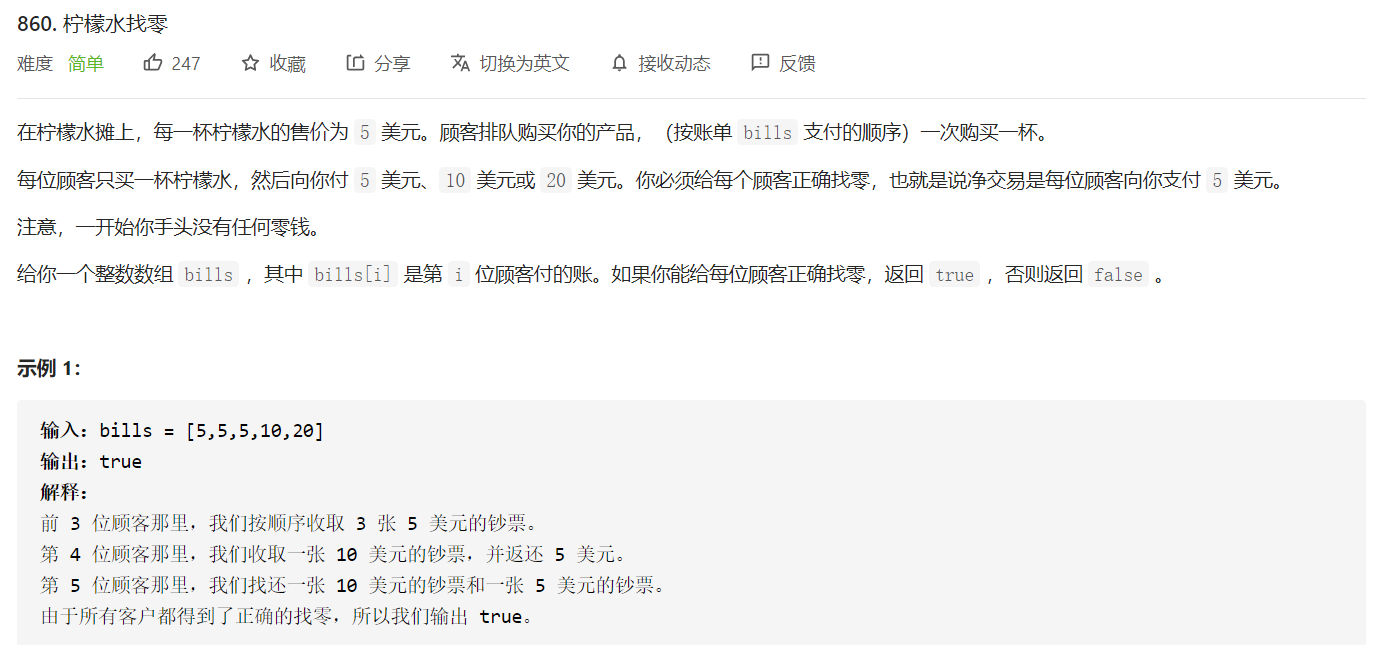 860. 柠檬水找零
难度 简单 247 收藏 分享 切换为英文 接收动态 反馈
在柠檬水摊上，每一杯柠檬水的售价为 5 美元。顾客排队购买你的产品，（按账单 bills 支付的顺序）一次购买一杯。
每位顾客只买一杯柠檬水，然后向你付 5 美元、10 美元或 20 美元。你必须给每个顾客正确找零，也就是说净交易是每位顾客向你支付 5 美元。
注意，一开始你手头没有任何零钱。
给你一个整数数组 bills ，其中 bills[i] 是第 i 位顾客付的账。如果你能给每位顾客正确找零，返回 true ，否则返回 false 。
示例 1：
输入：bills = [5,5,5,10,20]
输出：true
解释：
前 3 位顾客那里，我们按顺序收取 3 张 5 美元的钞票。
第 4 位顾客那里，我们收取一张 10 美元的钞票，并返还 5 美元。
第 5 位顾客那里，我们找还一张 10 美元的钞票和一张 5 美元的钞票。
由于所有客户都得到了正确的找零，所以我们输出 true。